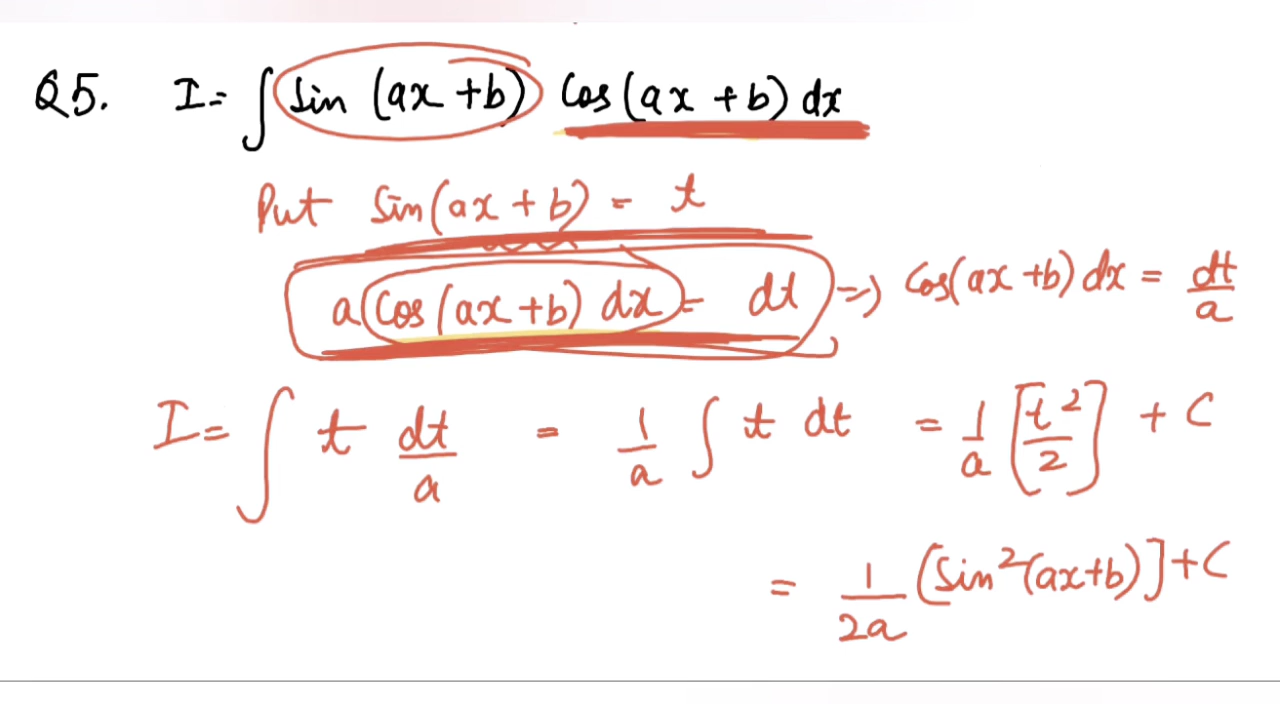 Q5. I = ∫ Sin (ax + b) Cos (ax + b) dx
Put Sin(ax + b) = t
a Cos (ax + b) dx = dt => Cos(ax + b) dx = dt/a
I = ∫ t dt/a = 1/a ∫ t dt = 1/a [t²/2] + C
= 1/2a (Sin²(ax+b)] + C